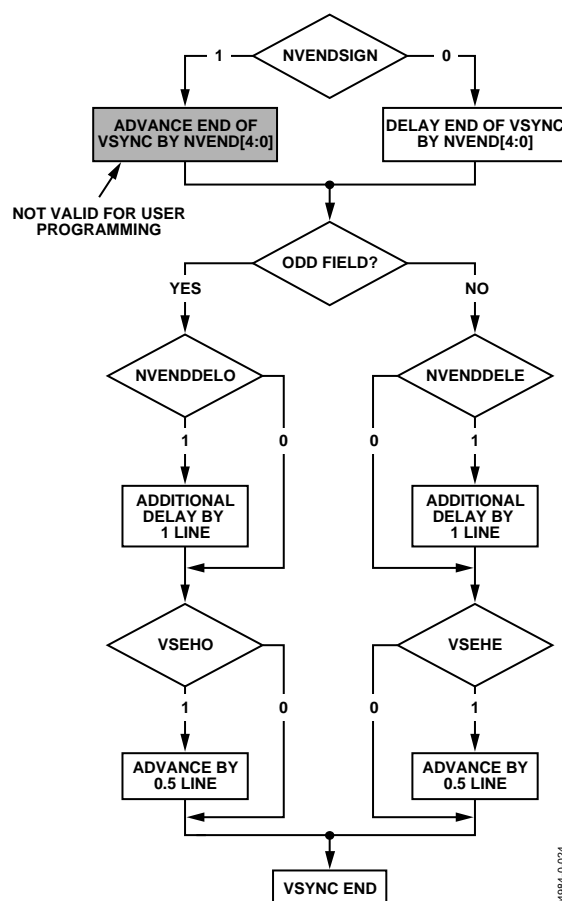 NVENDSIGN
1
0
ADVANCE END OF
VSYNC BY NVEND[4:0]
DELAY END OF VSYNC
BY NVEND[4:0]
NOT VALID FOR USER
PROGRAMMING
ODD FIELD?
YES
NO
NVENDDELO
NVENDDELE
1
0
0
1
ADDITIONAL
DELAY BY
1 LINE
ADDITIONAL
DELAY BY
1 LINE
VSEHO
VSEHE
1
0
0
1
ADVANCE BY
0.5 LINE
ADVANCE BY
0.5 LINE
VSYNC END